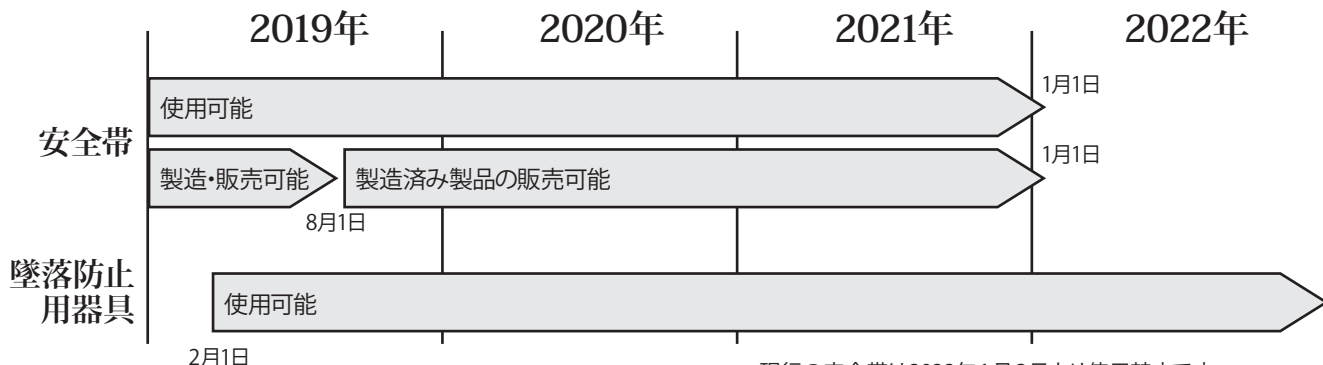 2019年 2020年 2021年 2022年
安全帯
使用可能
1月1日
製造・販売可能
製造済み製品の販売可能
1月1日
8月1日
墜落防止
用器具
使用可能
2月1日